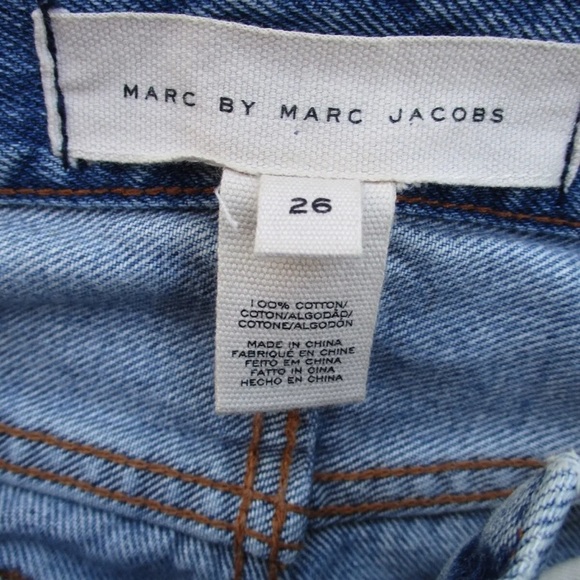 MARC BY MARC JACOBS
26
100% COTTON/
COTON/ALGODÃO/
COTONE/ALGODÓN
MADE IN CHINA
FABRIQUÉ EN CHINE
FEITO EM CHINA
FATTO IN CINA
HECHO EN CHINA